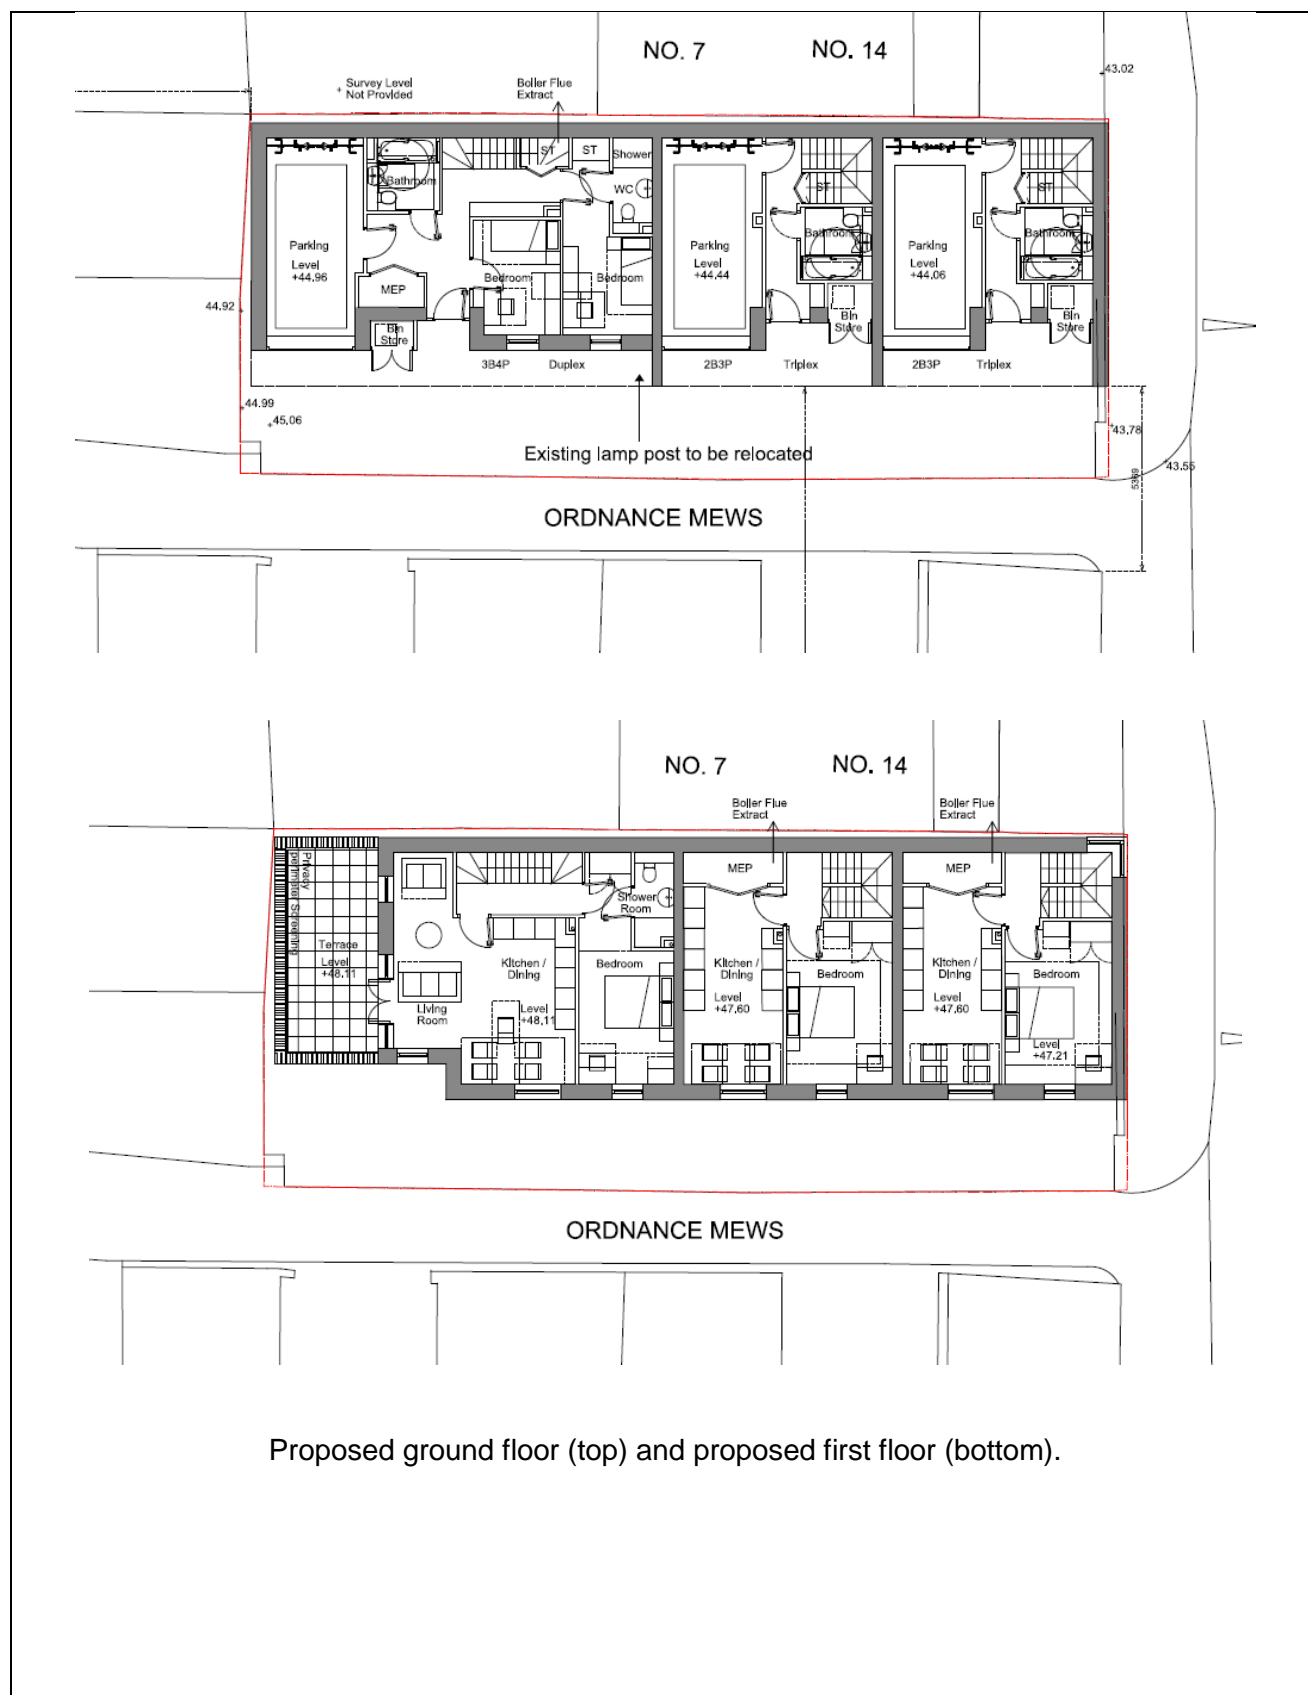 NO. 7
NO. 14
43.02
Survey Level
Not Provided
Boiler Flue
Extract
ST
ST
Shower
WC
ST
ST
Bathroom
Bathroom
Bathroom
Parking
Level
+44.96
Parking
Level
+44.44
Parking
Level
+44.06
Bedroom
Bedroom
MEP
44.92
Bin
Store
Bin
Store
Bin
Store
3B4P
Duplex
2B3P
Triplex
2B3P
Triplex
44.99
45.06
43.78
43.55
Existing lamp post to be relocated
ORDNANCE MEWS
NO. 7
NO. 14
Boiler Flue
Extract
Boiler Flue
Extract
Privacy
perimeter Screening
MEP
MEP
Shower
Room
Terrace
Level
+48.11
Living
Room
Kitchen /
Dining
Level
+48.11
Bedroom
Kitchen /
Dining
Level
+47.60
Bedroom
Kitchen /
Dining
Level
+47.60
Bedroom
Level
+47.21
ORDNANCE MEWS
Proposed ground floor (top) and proposed first floor (bottom).